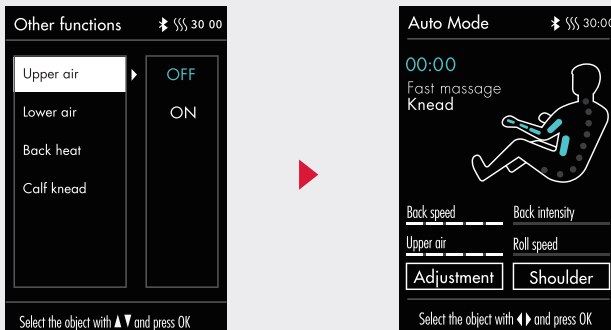 Other functions 30 00
Upper air OFF
Lower air ON
Back heat
Calf knead
Select the object with ▲▼ and press OK
Auto Mode 30:00
00:00
Fast massage
Knead
Back speed Back intensity
Upper air Roll speed
Adjustment Shoulder
Select the object with ◀▶ and press OK